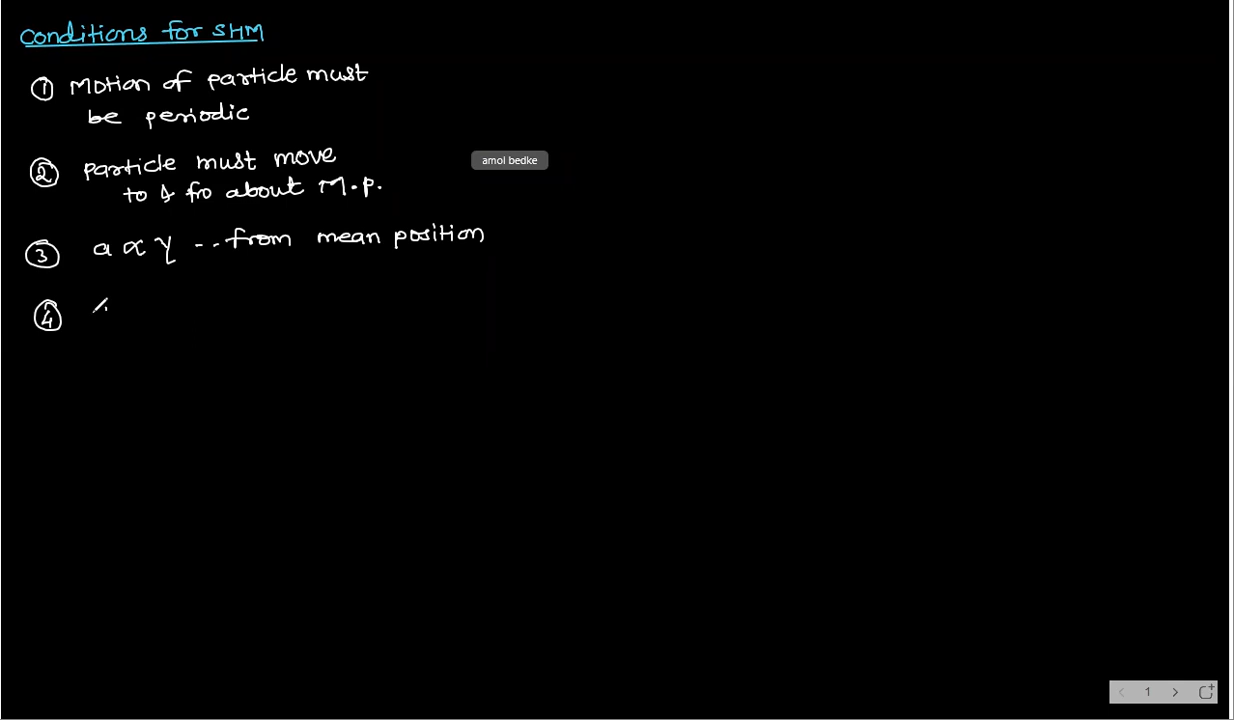 Conditions for SHM
① Motion of particle must
be periodic
② particle must move
to & fro about M.p.
amol bedke
③ a ∝ y -- from mean position
④
1